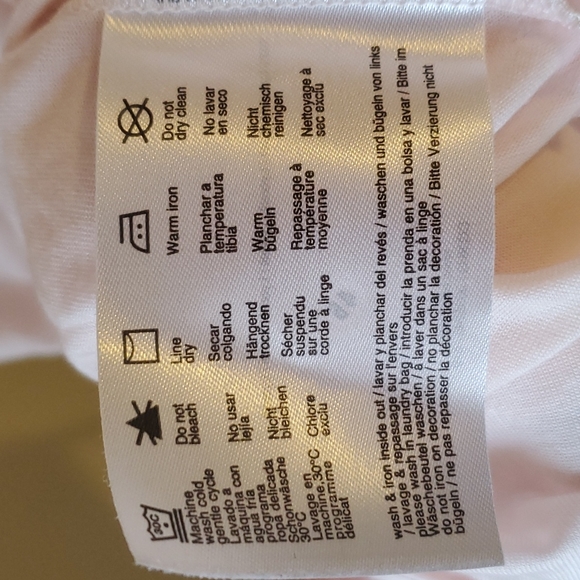 30C
Machine
wash cold
gentle cycle
Lavado a
maquina con
agua fria
programa
ropa delicada
Schonwäsche
30°C
Lavage en
machine,30°C
programme
délicat
Do not
bleach
No usar
lejía
Nicht
bleichen
Chlore
exclu
Line
dry
Secar
colgando
Hängend
trocknen
Sécher
suspendu
sur une
corde à linge
Warm iron
Planchar a
temperatura
tibia
Warm
bügeln
Repassage à
température
moyenne
Do not
dry clean
No lavar
en seco
Nicht
chemisch
reinigen
Nettoyage à
sec exclu
wash & iron inside out / lavar y planchar del revés / waschen und bügeln von links
/ lavage & repassage sur l'envers
please wash in laundry bag / introducir la prenda en una bolsa y lavar / Bitte im
Wäschebeutel waschen / à laver dans un sac à linge
do not iron on decoration / no planchar la decoration / Bitte Verzierung nicht
bügeln / ne pas repasser la décoration